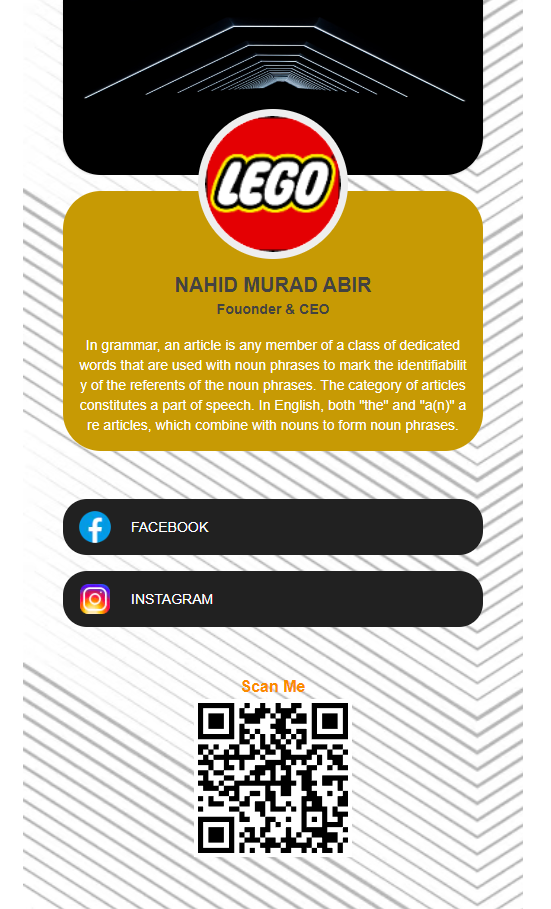 LEGO
NAHID MURAD ABIR
Fouonder & CEO
In grammar, an article is any member of a class of dedicated
words that are used with noun phrases to mark the identifiabilit
y of the referents of the noun phrases. The category of articles
constitutes a part of speech. In English, both "the" and "a(n)" a
re articles, which combine with nouns to form noun phrases.
FACEBOOK
INSTAGRAM
Scan Me